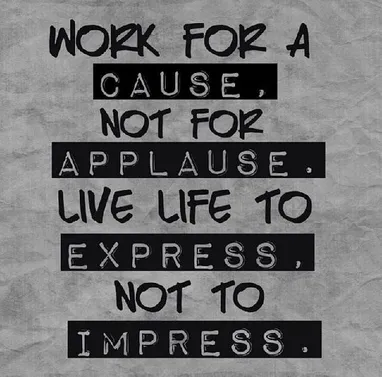 WORK FOR A
CAUSE,
NOT FOR
APPLAUSE.
LIVE LIFE TO
EXPRESS,
NOT TO
IMPRESS.